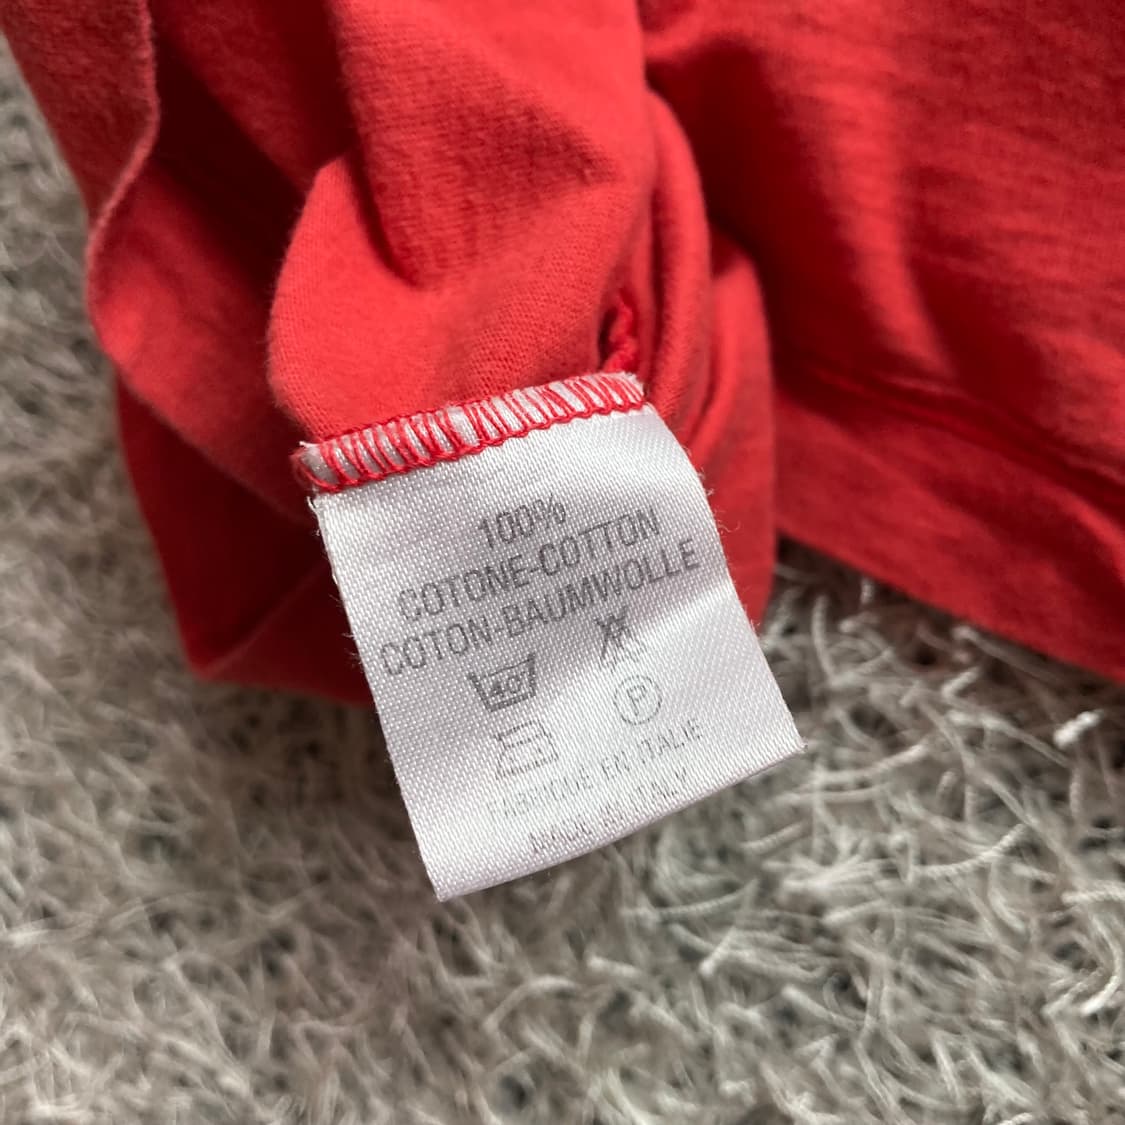 100%
COTONE-COTTON
COTON-BAUMWOLLE
40
P
FABRIQUE EN ITALIE
MADE IN ITALY